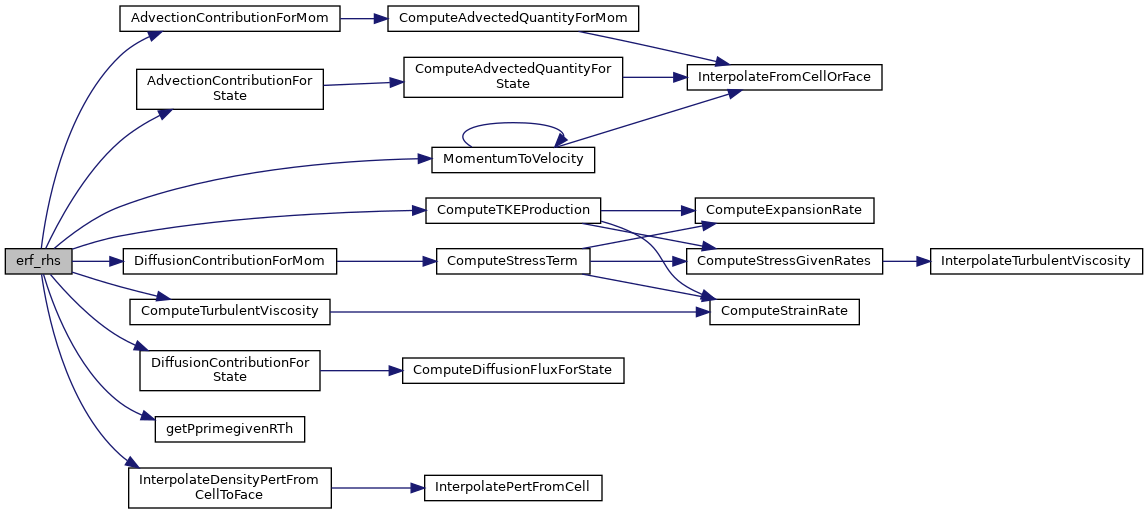 AdvectionContributionForMom
ComputeAdvectedQuantityForMom
AdvectionContributionFor
State
ComputeAdvectedQuantityFor
State
InterpolateFromCellOrFace
MomentumToVelocity
ComputeTKEProduction
ComputeExpansionRate
erf_rhs
DiffusionContributionForMom
ComputeStressTerm
ComputeStressGivenRates
InterpolateTurbulentViscosity
ComputeTurbulentViscosity
ComputeStrainRate
DiffusionContributionFor
State
ComputeDiffusionFluxForState
getPprimegivenRTh
InterpolateDensityPertFrom
CellToFace
InterpolatePertFromCell